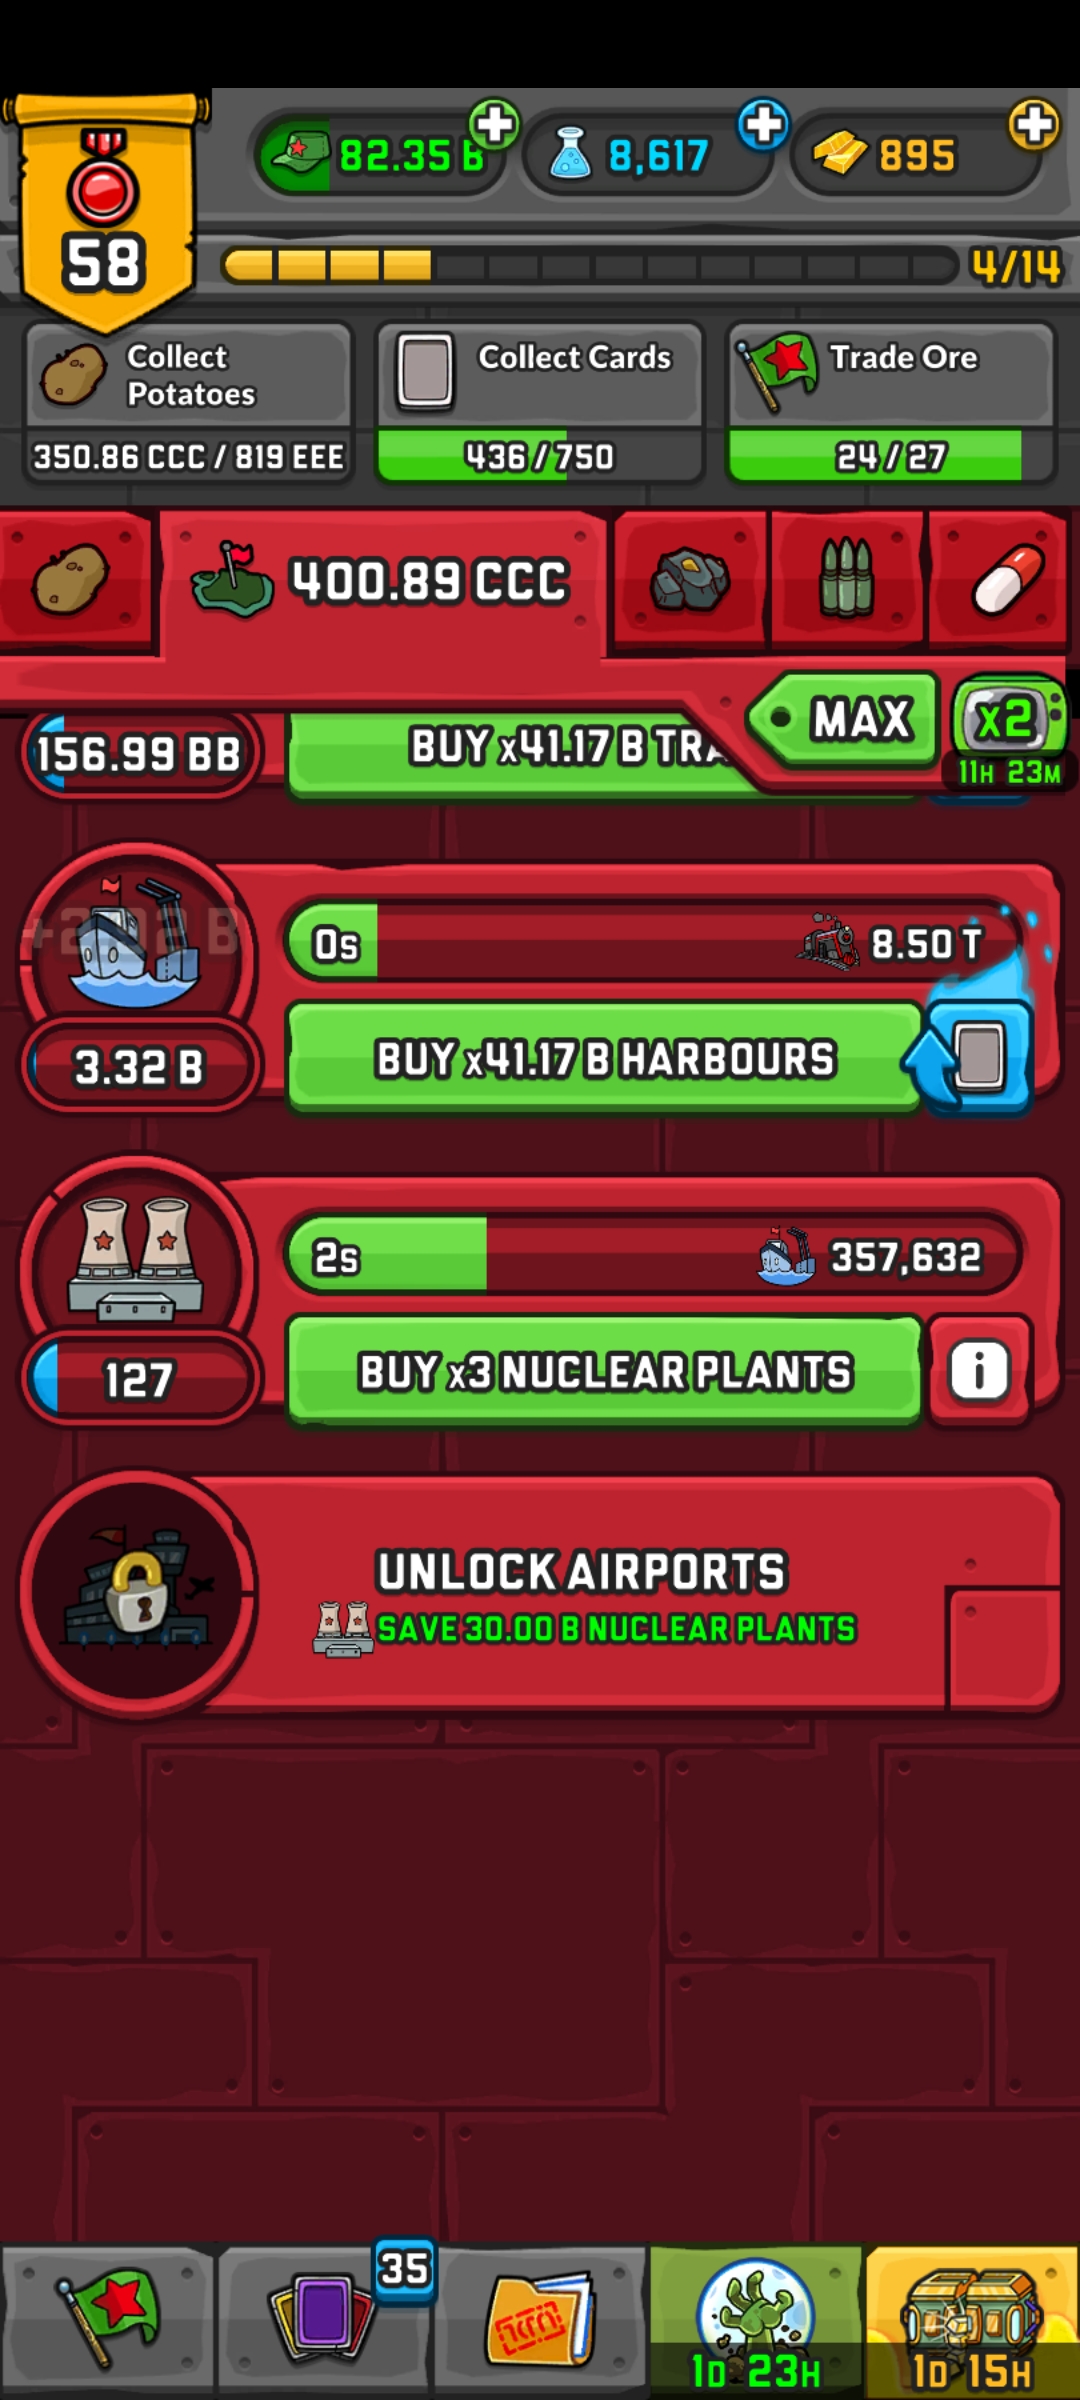 82.35 B
8,617
895
58
4/14
Collect
Potatoes
350.86 CCC / 819 EEE
Collect Cards
436 / 750
Trade Ore
24 / 27
400.89 CCC
MAX
x2
11H 23M
156.99 BB
BUY x41.17 B
0s
8.50 T
3.32 B
BUY x41.17 B HARBOURS
2s
357,632
127
BUY x3 NUCLEAR PLANTS
UNLOCK AIRPORTS
SAVE 30.00 B NUCLEAR PLANTS
35
1D 23H
1D 15H